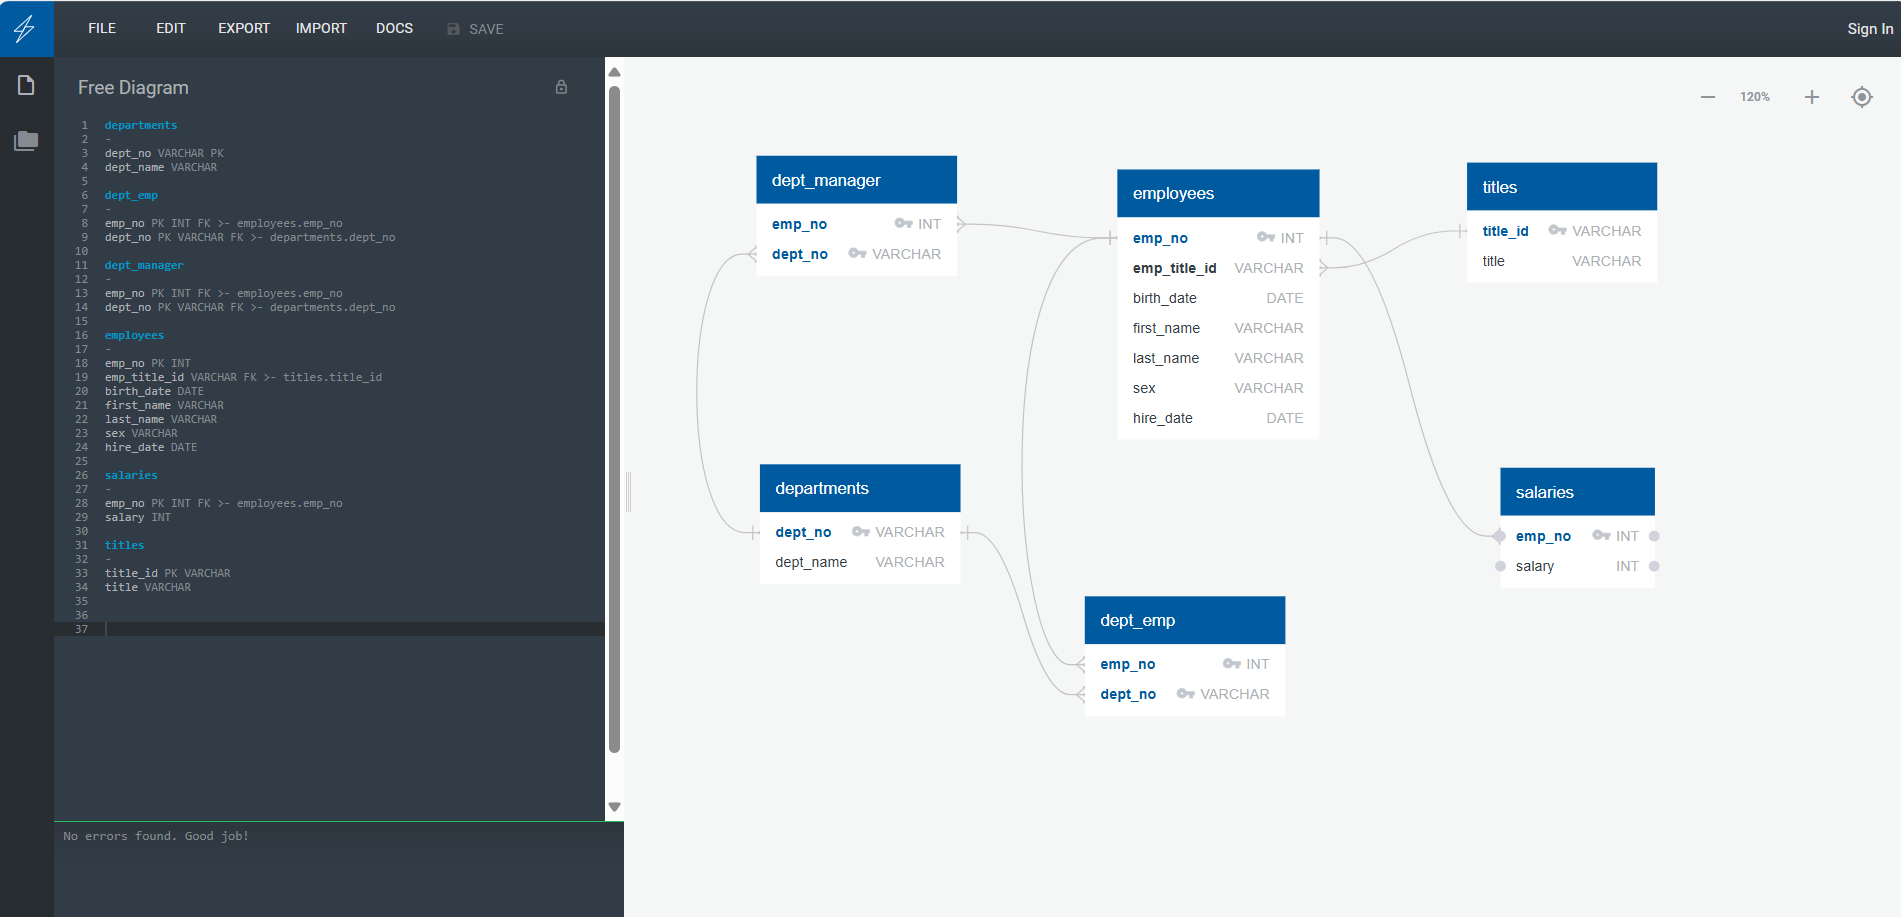 FILE EDIT EXPORT IMPORT DOCS SAVE Sign In
Free Diagram
1 departments
2 -
3 dept_no VARCHAR PK
4 dept_name VARCHAR
5
6 dept_emp
7 -
8 emp_no PK INT FK >- employees.emp_no
9 dept_no PK VARCHAR FK >- departments.dept_no
10
11 dept_manager
12 -
13 emp_no PK INT FK >- employees.emp_no
14 dept_no PK VARCHAR FK >- departments.dept_no
15
16 employees
17 -
18 emp_no PK INT
19 emp_title_id VARCHAR FK >- titles.title_id
20 birth_date DATE
21 first_name VARCHAR
22 last_name VARCHAR
23 sex VARCHAR
24 hire_date DATE
25
26 salaries
27 -
28 emp_no PK INT FK >- employees.emp_no
29 salary INT
30
31 titles
32 -
33 title_id PK VARCHAR
34 title VARCHAR
35
36
37
No errors found. Good job!
120%
dept_manager
emp_no INT
dept_no VARCHAR
employees
emp_no INT
emp_title_id VARCHAR
birth_date DATE
first_name VARCHAR
last_name VARCHAR
sex VARCHAR
hire_date DATE
titles
title_id VARCHAR
title VARCHAR
departments
dept_no VARCHAR
dept_name VARCHAR
salaries
emp_no INT
salary INT
dept_emp
emp_no INT
dept_no VARCHAR